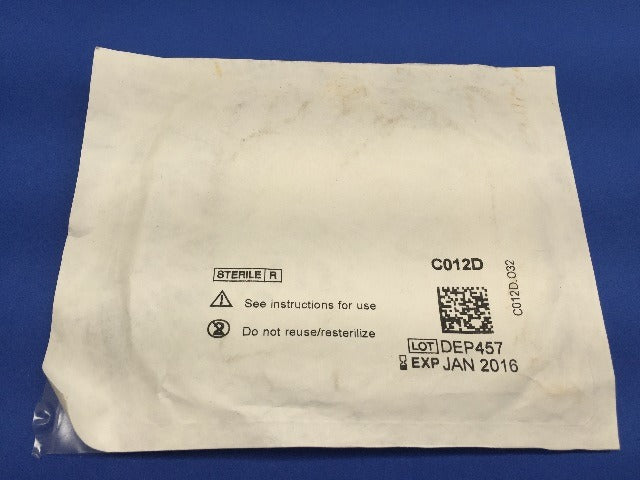 STERILE R
See instructions for use
Do not reuse/resterilize
C012D
C012D.032
LOT DEP457
EXP JAN 2016